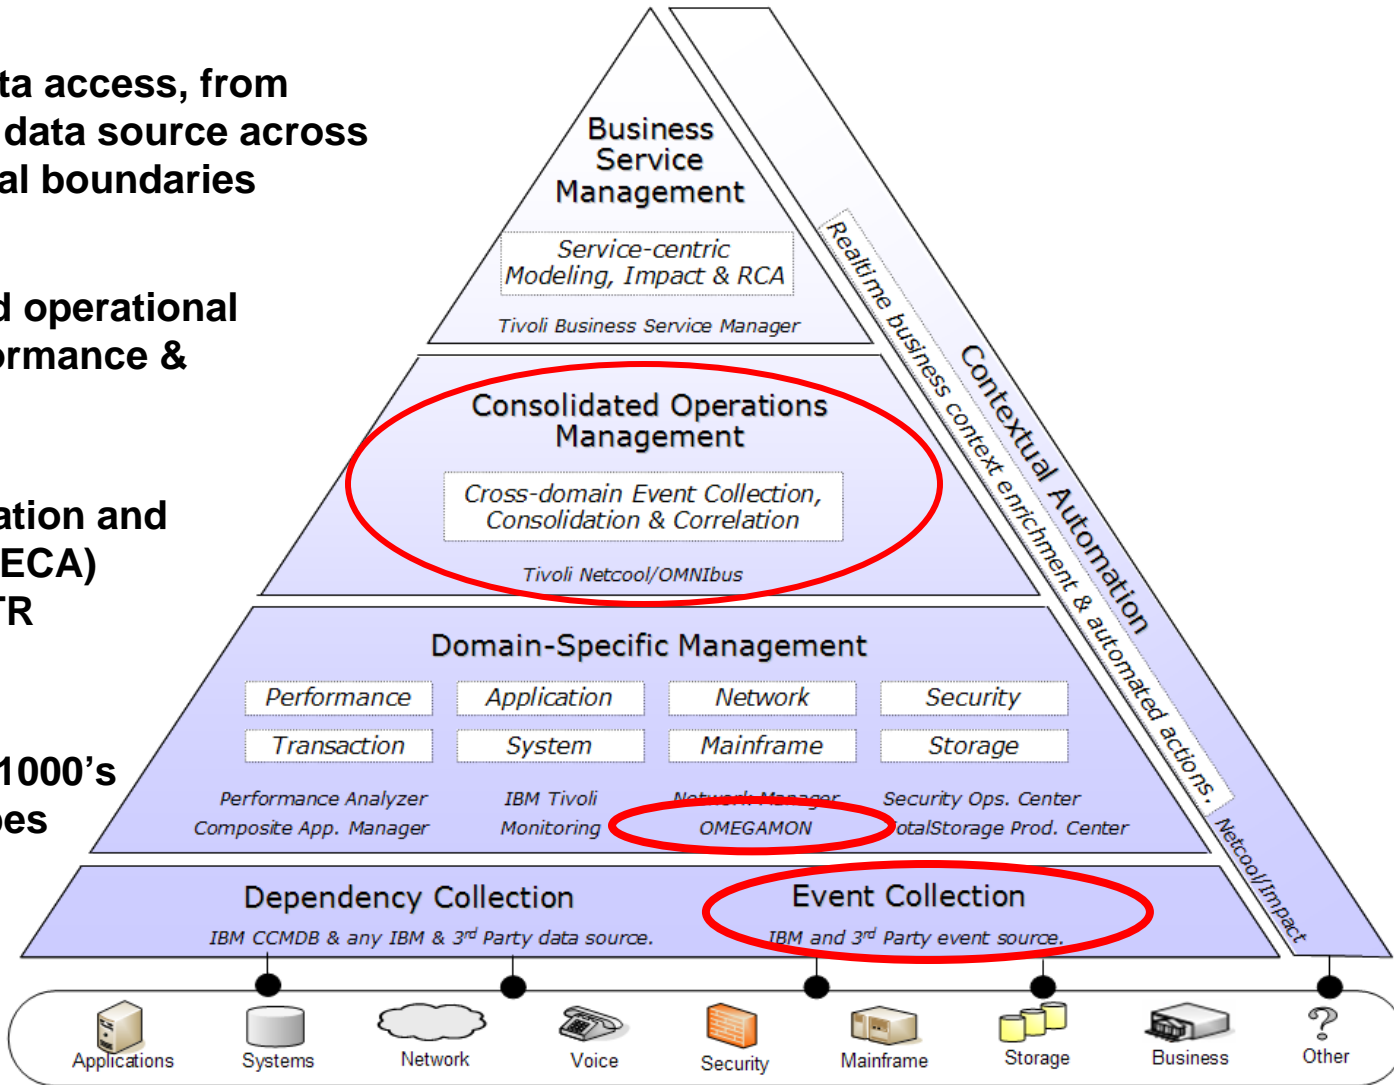 ta access, from
data source across
al boundaries
d operational
ormance &
ation and
ECA)
TR
1000’s
pes
Business
Service
Management
Service-centric
Modeling, Impact & RCA
Tivoli Business Service Manager
Consolidated Operations
Management
Cross-domain Event Collection,
Consolidation & Correlation
Tivoli Netcool/OMNIbus
Domain-Specific Management
Performance
Application
Network
Security
Transaction
System
Mainframe
Storage
Performance Analyzer
Composite App. Manager
IBM Tivoli
Monitoring
Network Manager
OMEGAMON
Security Ops. Center
TotalStorage Prod. Center
Dependency Collection
IBM CCMDB & any IBM & 3rd Party data source.
Event Collection
IBM and 3rd Party event source.
Contextual Automation
Realtime business context enrichment & automated actions.
Netcool/Impact
Applications
Systems
Network
Voice
Security
Mainframe
Storage
Business
?
Other